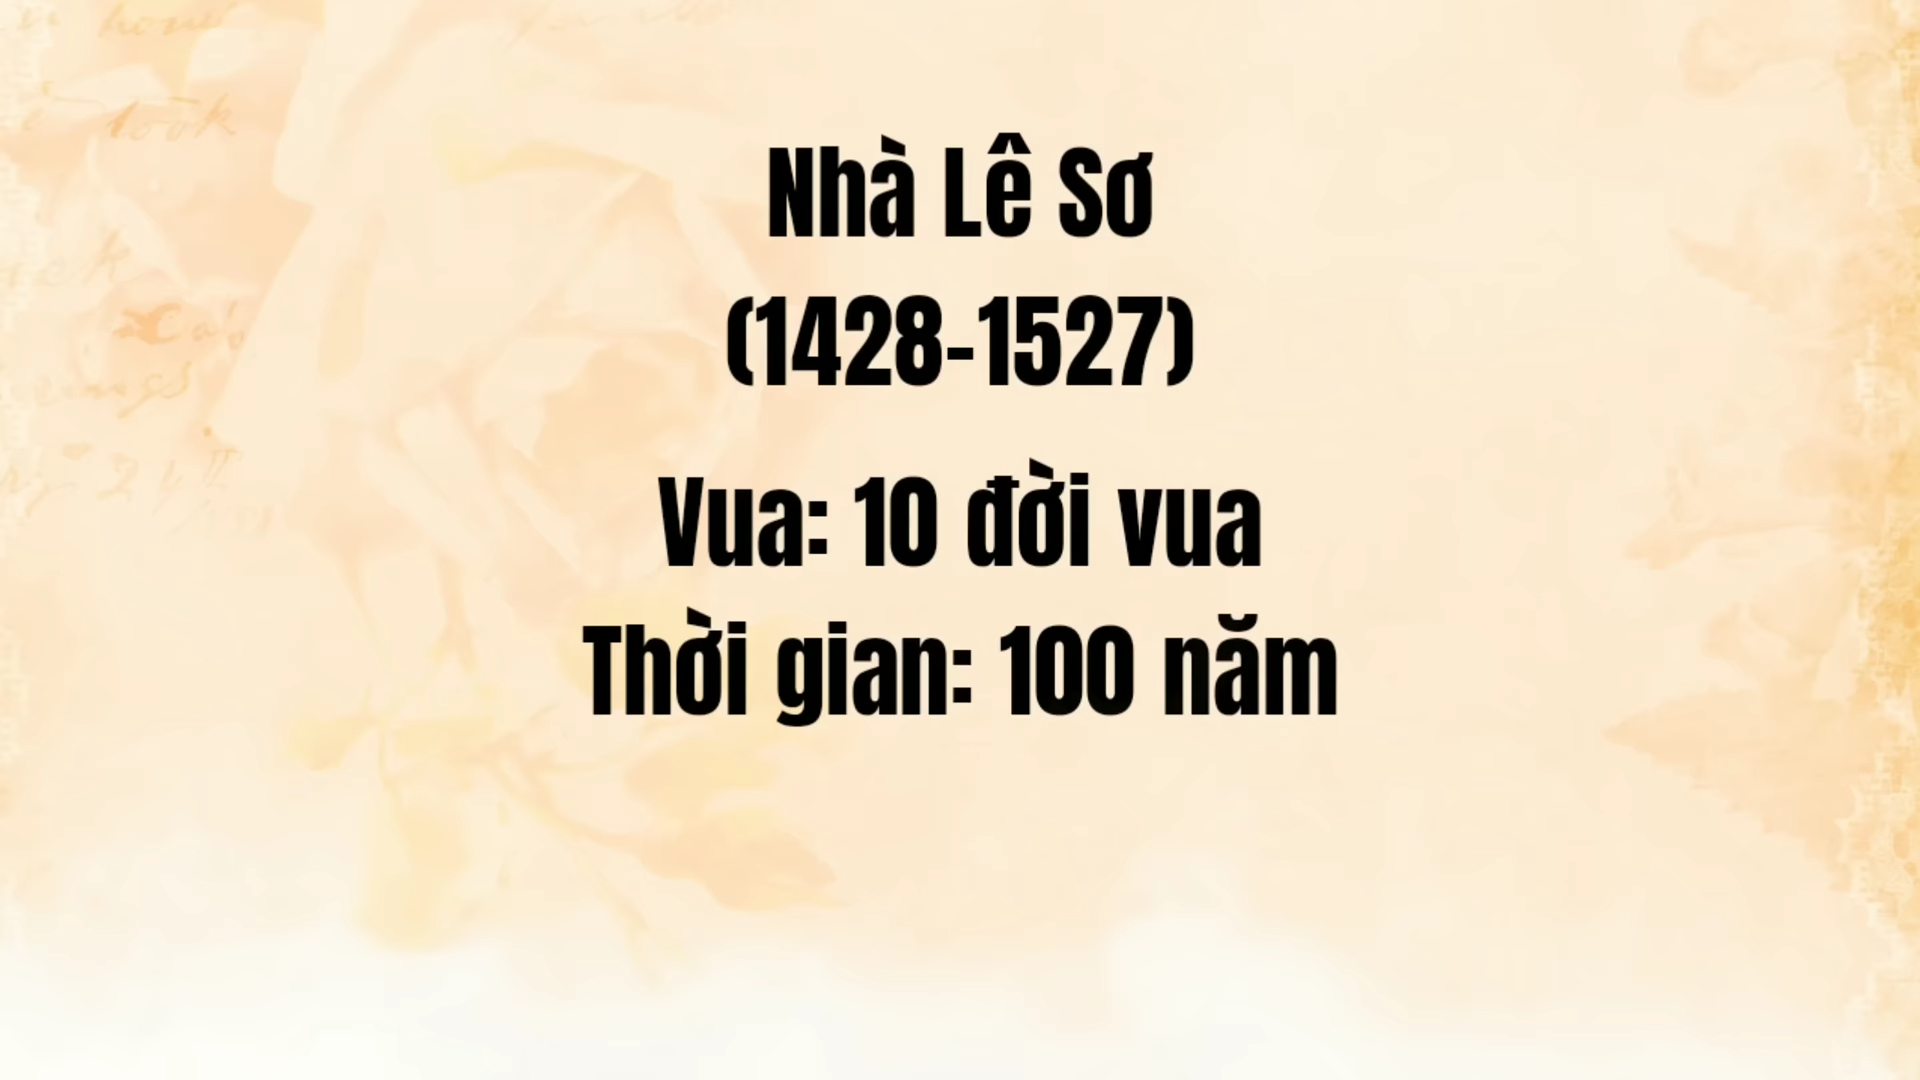 Nhà Lê Sơ
(1428-1527)
Vua: 10 đời vua
Thời gian: 100 năm